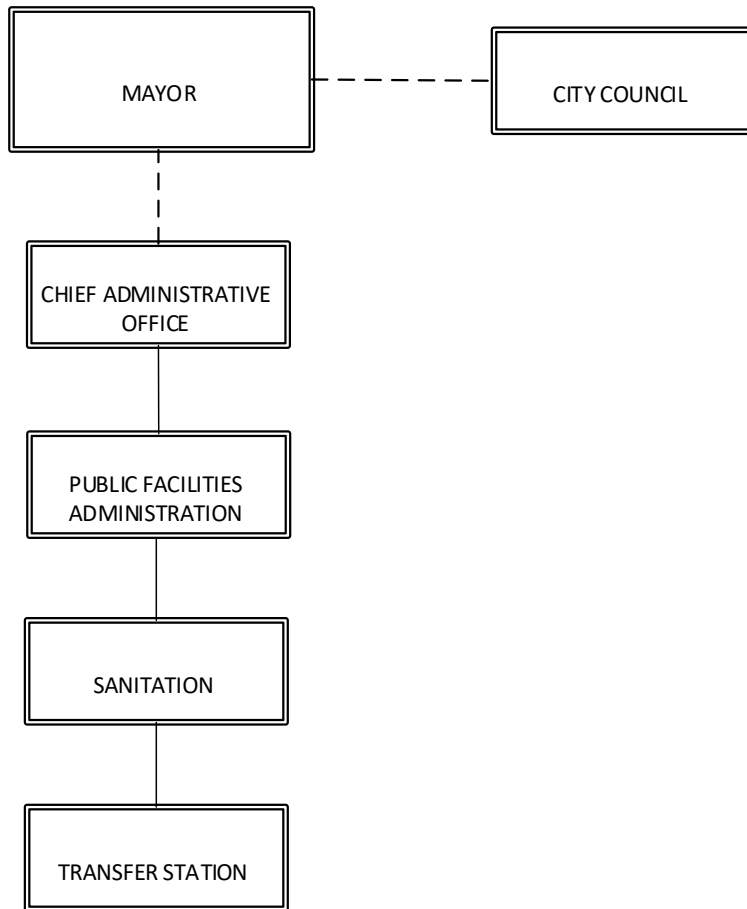 MAYOR
CITY COUNCIL
CHIEF ADMINISTRATIVE
OFFICE
PUBLIC FACILITIES
ADMINISTRATION
SANITATION
TRANSFER STATION